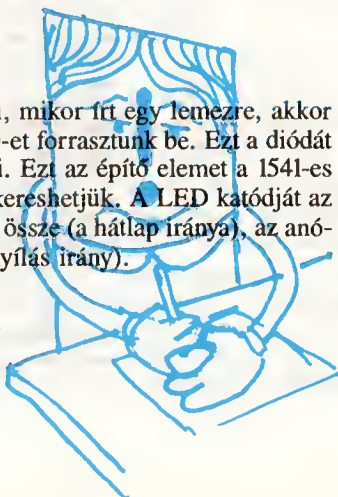 , mikor írt egy lemezre, akkor
-et forrasztunk be. Ezt a diódát
i. Ezt az építő elemet a 1541-es
kereshetjük. A LED katódját az
össze (a hátlap iránya), az anó-
yílás irány).